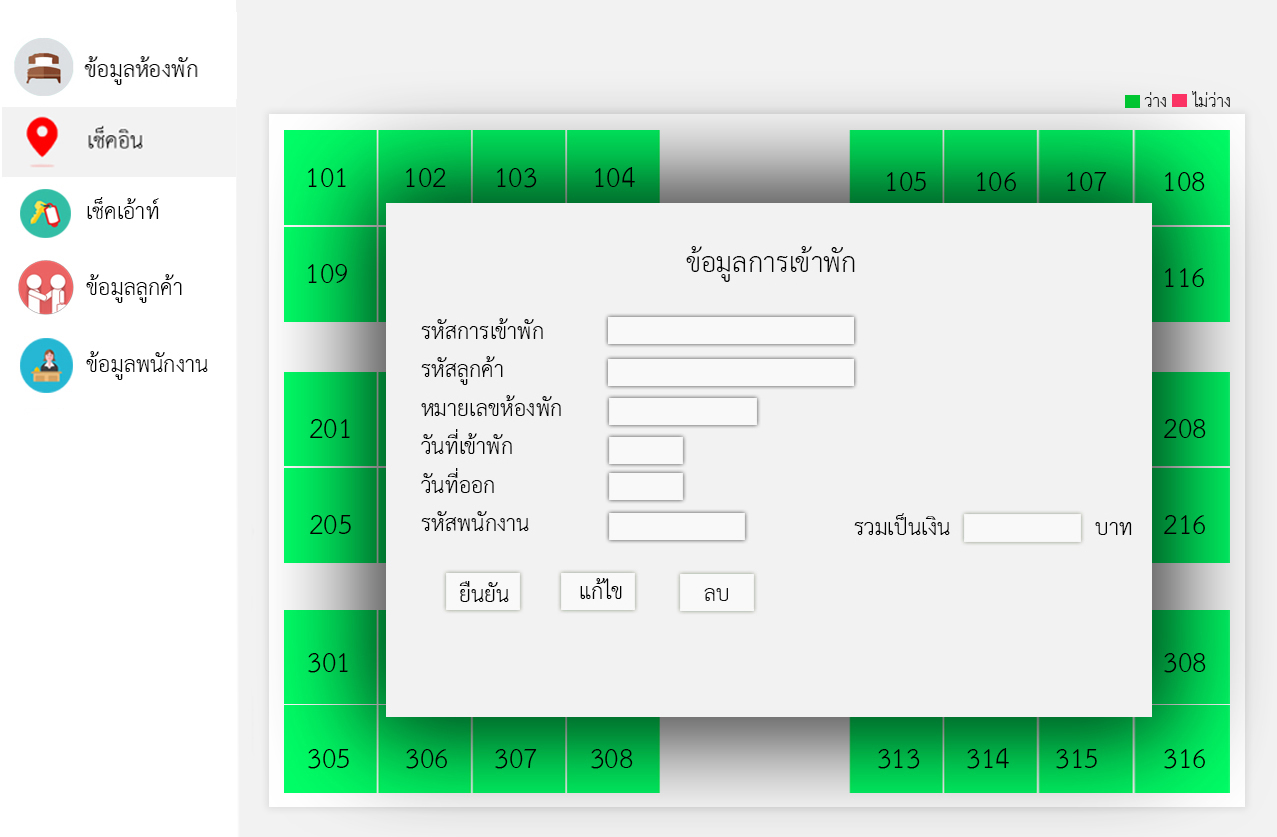 ข้อมูลห้องพัก
เช็คอิน
เช็คเอ้าท์
ข้อมูลลูกค้า
ข้อมูลพนักงาน
ว่าง ไม่ว่าง
101 102 103 104 105 106 107 108
109 116
201 208
205 216
301 308
305 306 307 308 313 314 315 316
ข้อมูลการเข้าพัก
รหัสการเข้าพัก
รหัสลูกค้า
หมายเลขห้องพัก
วันที่เข้าพัก
วันที่ออก
รหัสพนักงาน รวมเป็นเงิน บาท
ยืนยัน แก้ไข ลบ